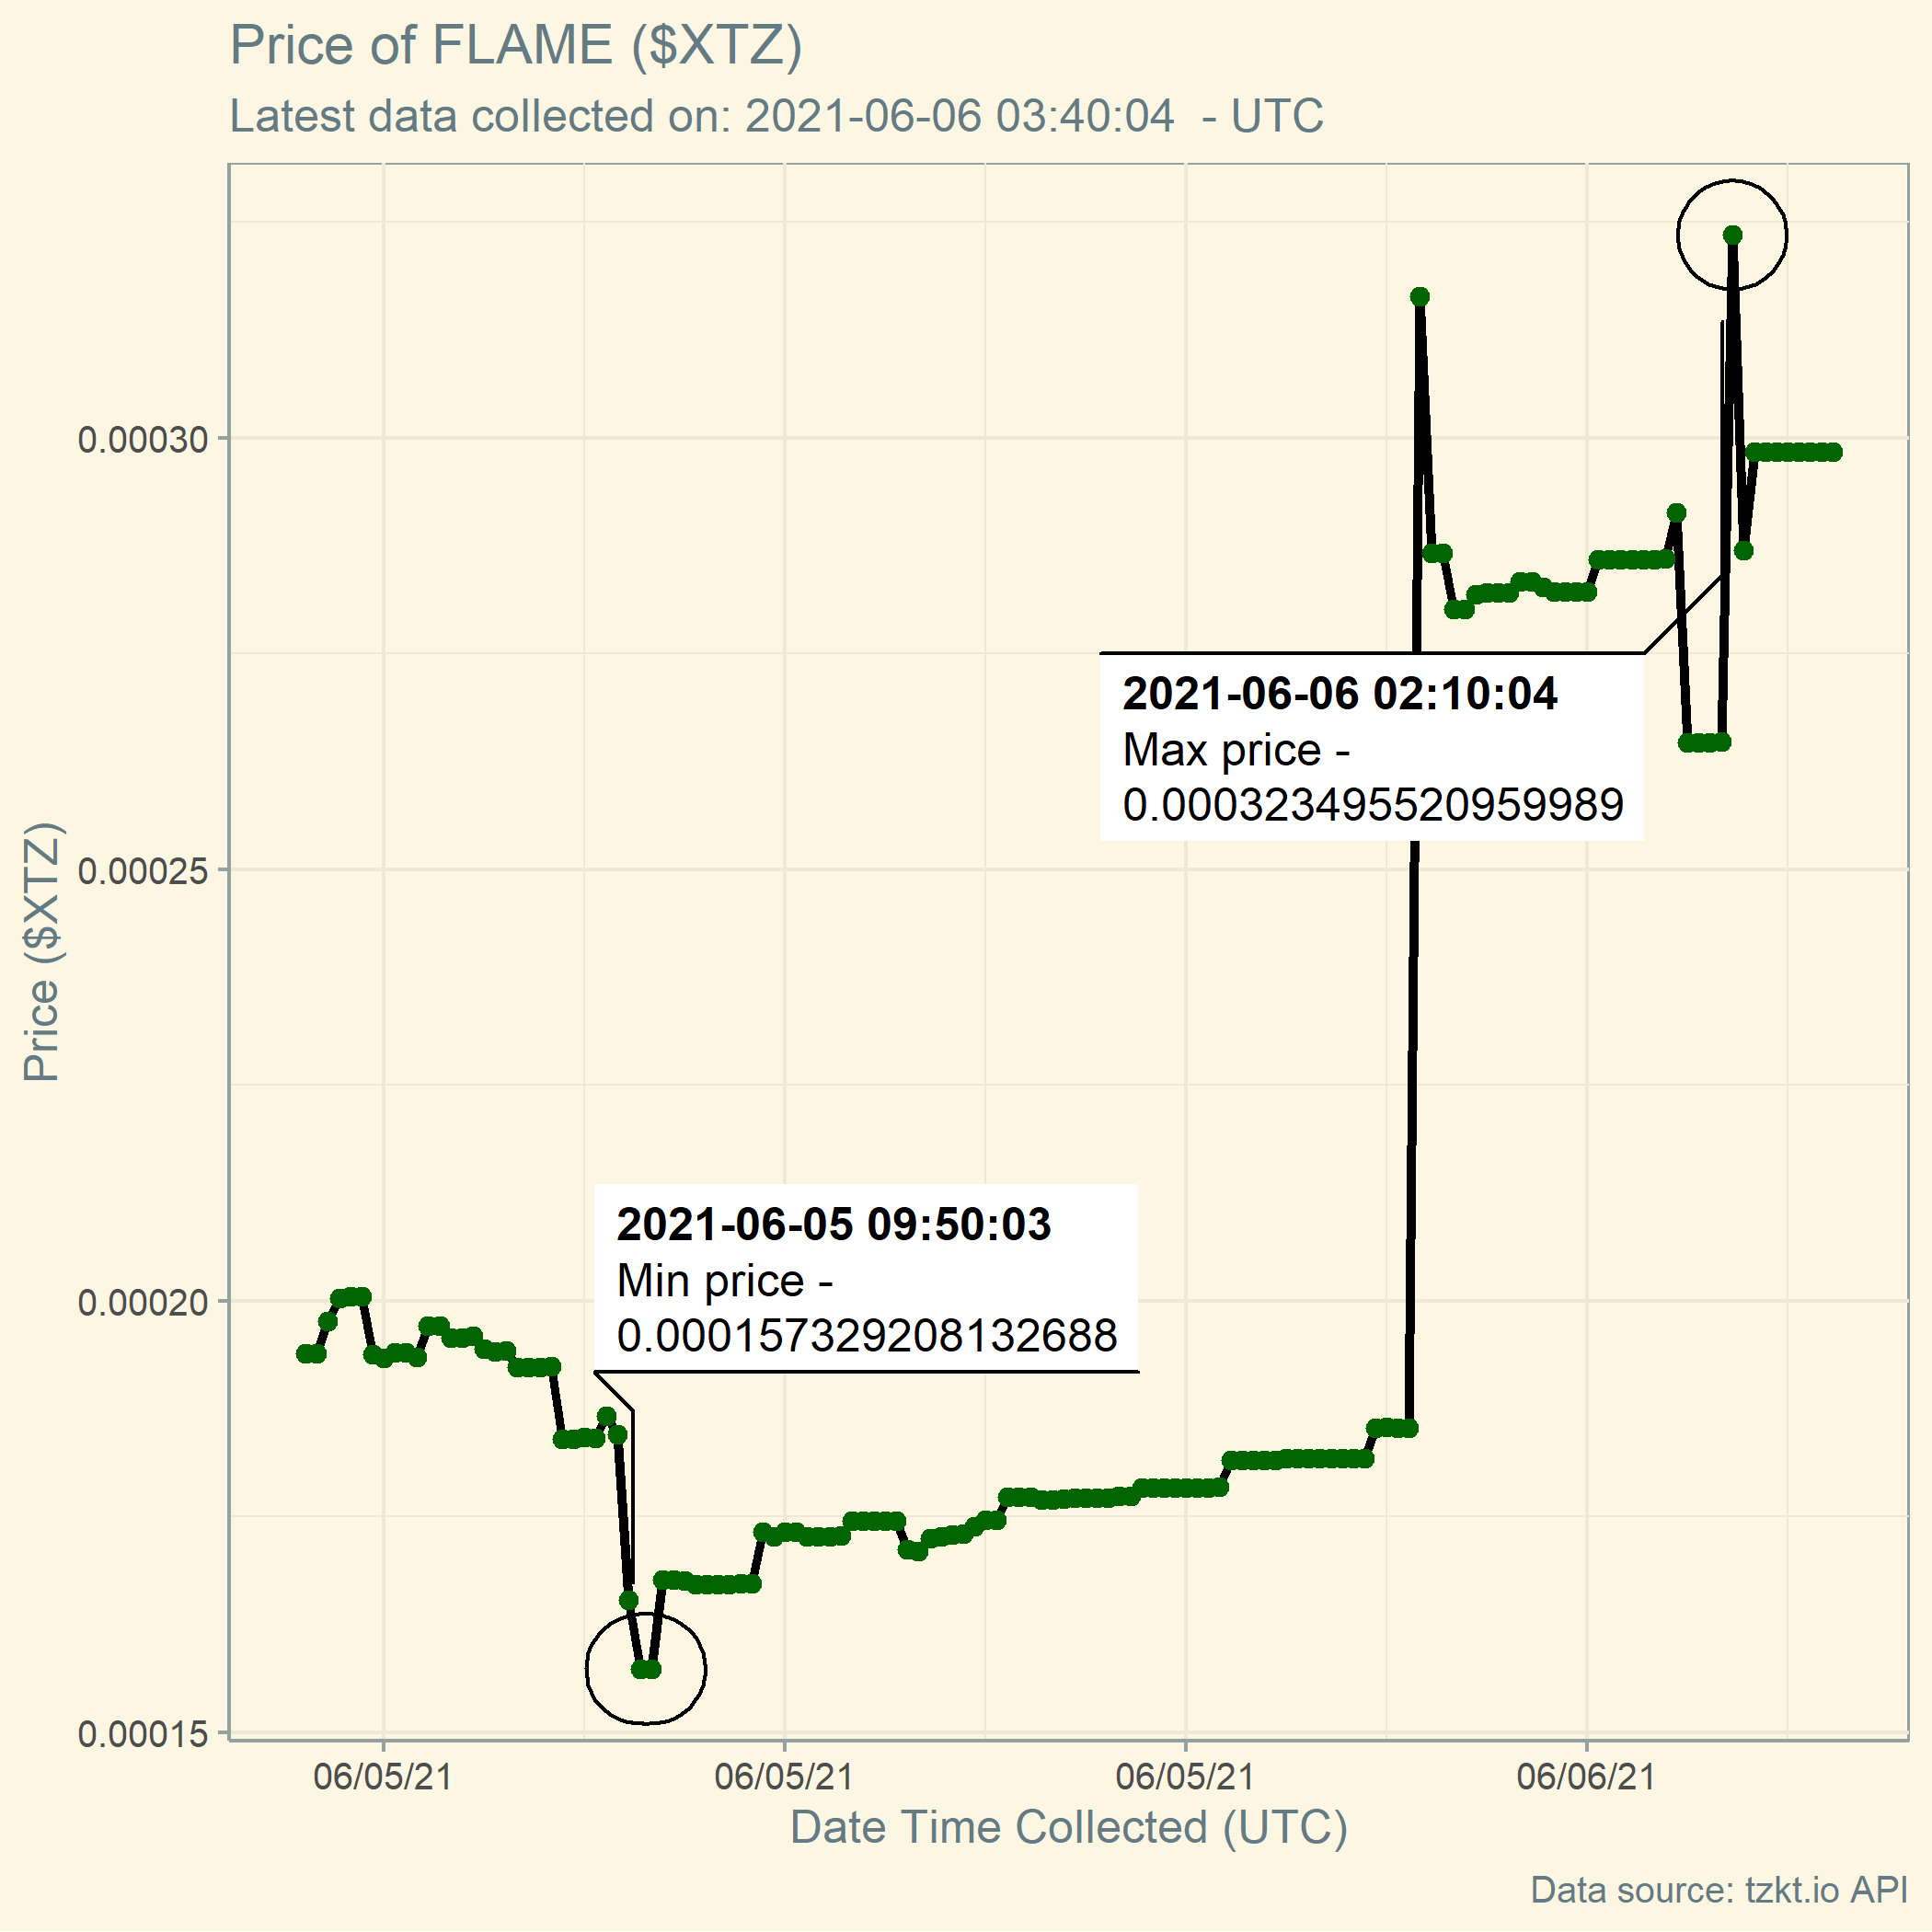 Price of FLAME ($XTZ)
Latest data collected on: 2021-06-06 03:40:04 - UTC
Price ($XTZ)
0.00030
0.00025
0.00020
0.00015
2021-06-06 02:10:04
Max price -
0.000323495520959989
2021-06-05 09:50:03
Min price -
0.000157329208132688
06/05/21
06/05/21
06/05/21
06/06/21
Date Time Collected (UTC)
Data source: tzkt.io API